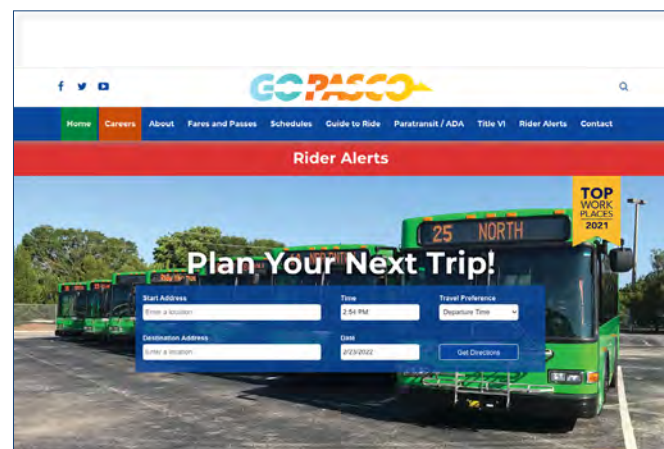 GO PASCO
Home Careers About Fares and Passes Schedules Guide to Ride Paratransit / ADA Title VI Rider Alerts Contact
Rider Alerts
TOP
WORK
PLACES
2021
25 NORTH
Plan Your Next Trip!
Start Address Time Travel Preference
Enter a location 2:54 PM Departure Time
Destination Address Date
Enter a location 2/23/2022 Get Directions